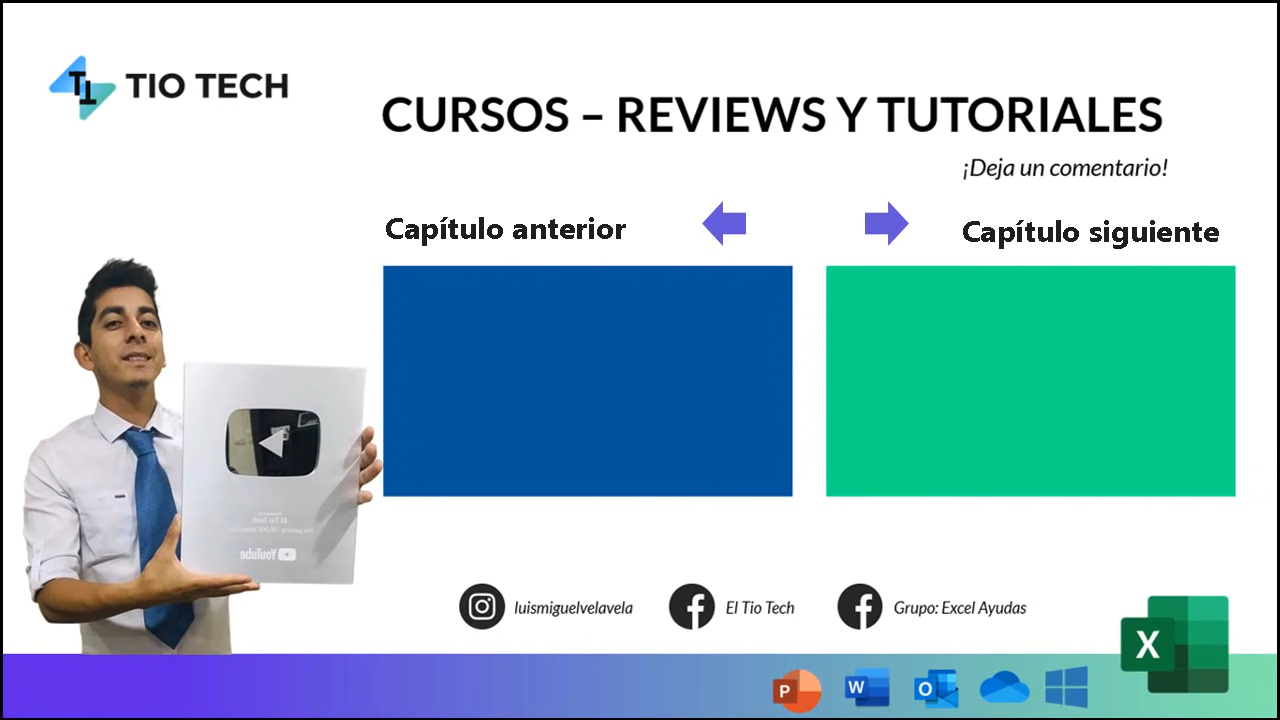 TIO TECH
CURSOS – REVIEWS Y TUTORIALES
¡Deja un comentario!
Capítulo anterior
Capítulo siguiente
El Tio Tech
YouTube
luismiguelvelavela
El Tio Tech
Grupo: Excel Ayudas
P
W
O
X